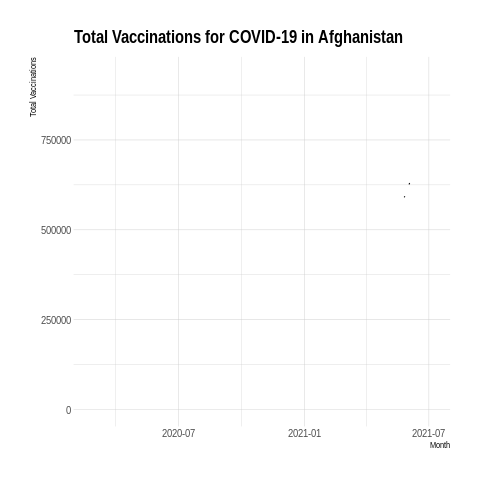 Total Vaccinations for COVID-19 in Afghanistan
Total Vaccinations
750000
500000
250000
0
2020-07 2021-01 2021-07
Month